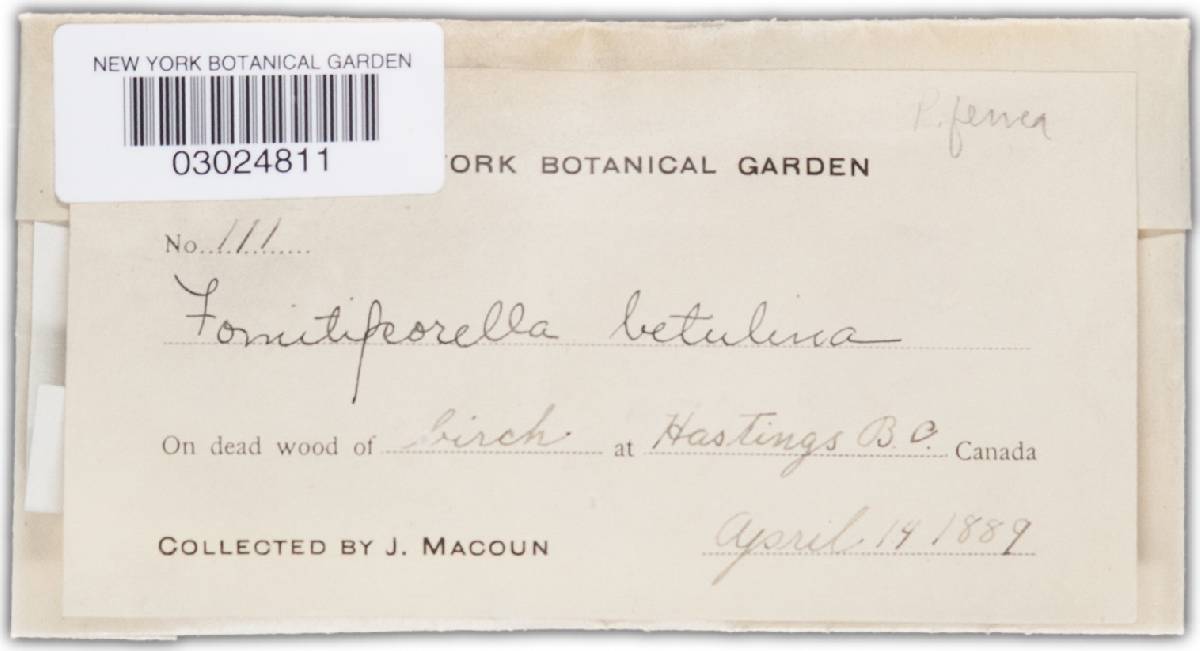 NEW YORK BOTANICAL GARDEN
03024811
P. ferrea
YORK BOTANICAL GARDEN
No. 111
Fomitiporella betulina
On dead wood of birch at Hastings B.C. Canada
COLLECTED BY J. MACOUN April 14 1889